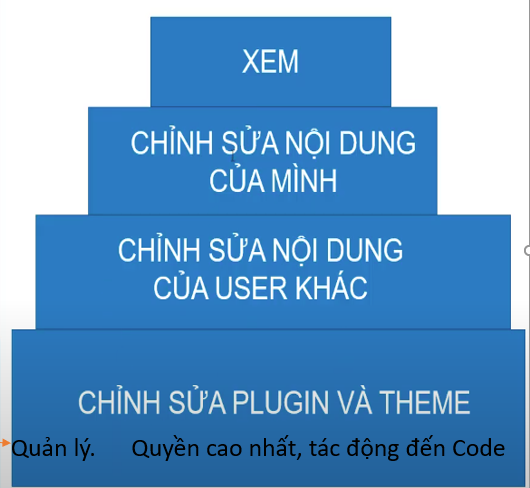 XEM
CHỈNH SỬA NỘI DUNG
CỦA MÌNH
CHỈNH SỬA NỘI DUNG
CỦA USER KHÁC
CHỈNH SỬA PLUGIN VÀ THEME
Quản lý. Quyền cao nhất, tác động đến Code